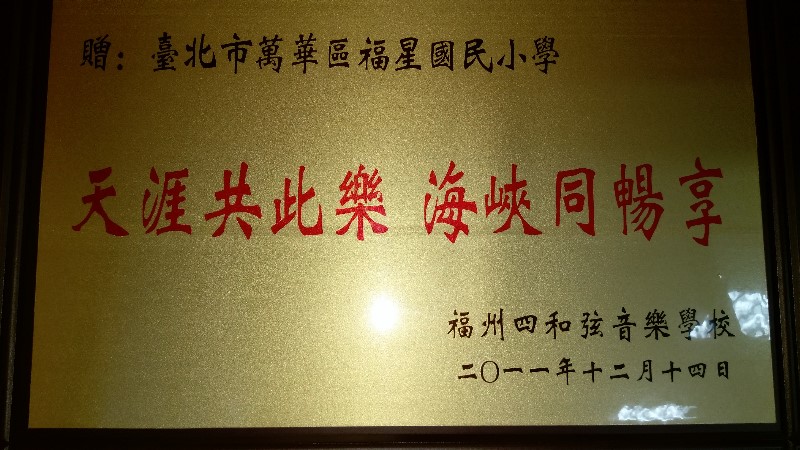 贈：臺北市萬華區福星國民小學
天涯共此樂 海峽同暢享
福州四和弦音樂學校
二〇一一年十二月十四日